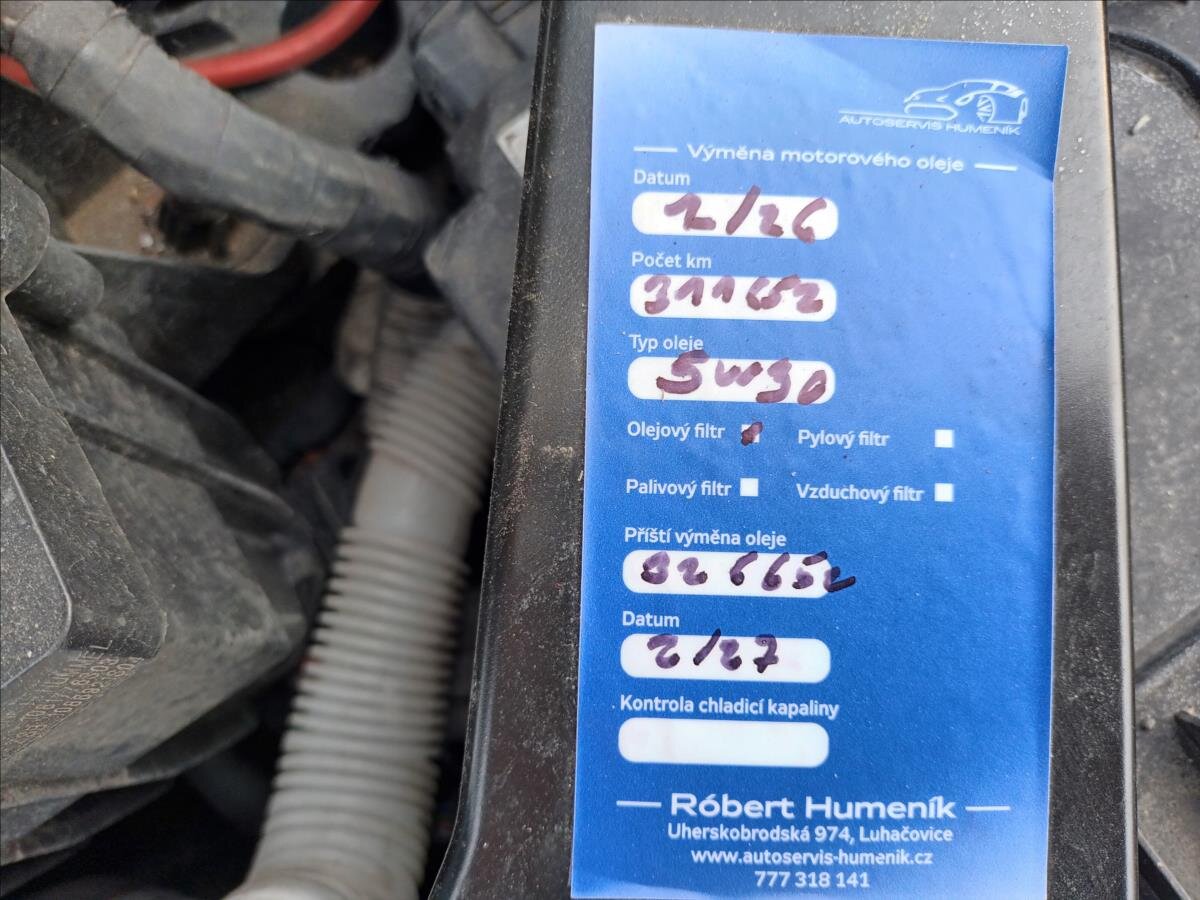 AUTOSERVIS HUMENÍK
Výměna motorového oleje
Datum
2/26
Počet km
311652
Typ oleje
5W30
Olejový filtr Pylový filtr
Palivový filtr Vzduchový filtr
Příští výměna oleje
326652
Datum
2/27
Kontrola chladicí kapaliny
Róbert Humeník
Uherskobrodská 974, Luhačovice
www.autoservis-humenik.cz
777 318 141